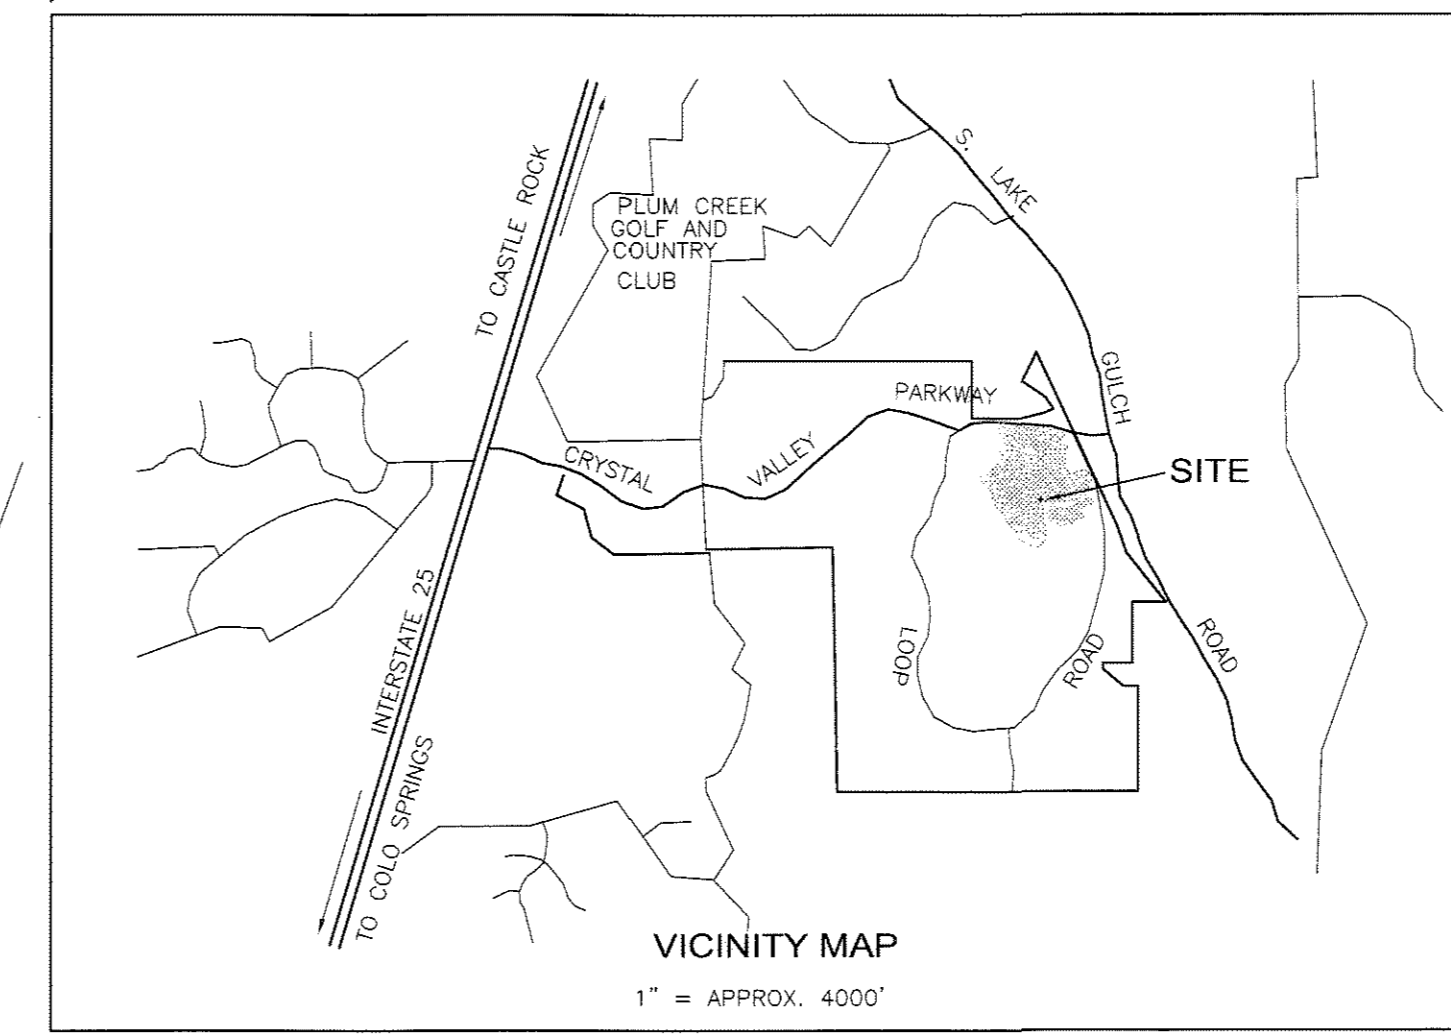 TO CASTLE ROCK
PLUM CREEK
GOLF AND
COUNTRY
CLUB
S. LAKE GULCH ROAD
CRYSTAL VALLEY PARKWAY
SITE
LOOP ROAD
INTERSTATE 25
TO COLO SPRINGS
VICINITY MAP
1" = APPROX. 4000'